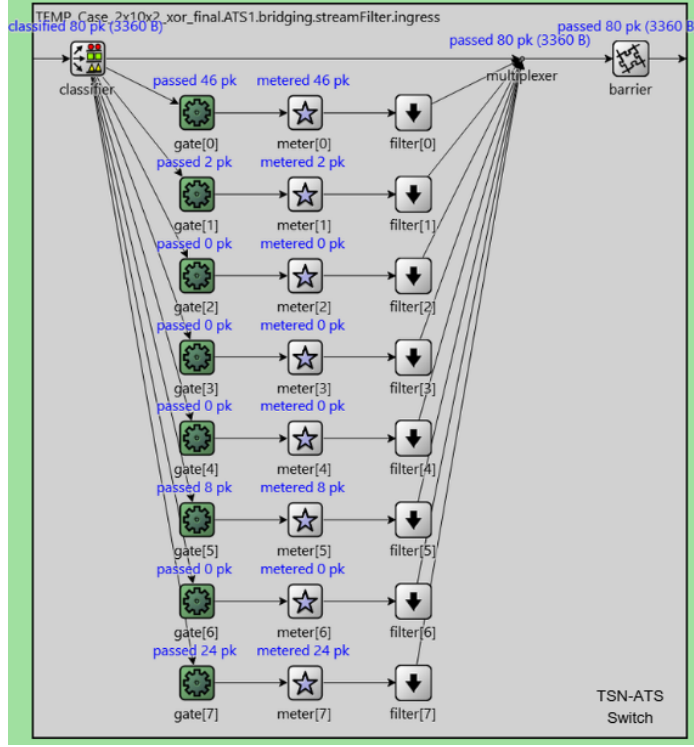 TEMP_Case_2x10x2_xor_final.ATS1.bridging.streamFilter.ingress
classified 80 pk (3360 B)
passed 80 pk (3360 B)
passed 80 pk (3360 B
classifier
multiplexer
barrier
passed 46 pk metered 46 pk
gate[0] meter[0] filter[0]
passed 2 pk metered 2 pk
gate[1] meter[1] filter[1]
passed 0 pk metered 0 pk
gate[2] meter[2] filter[2]
passed 0 pk metered 0 pk
gate[3] meter[3] filter[3]
passed 0 pk metered 0 pk
gate[4] meter[4] filter[4]
passed 8 pk metered 8 pk
gate[5] meter[5] filter[5]
passed 0 pk metered 0 pk
gate[6] meter[6] filter[6]
passed 24 pk metered 24 pk
gate[7] meter[7] filter[7]
TSN-ATS
Switch